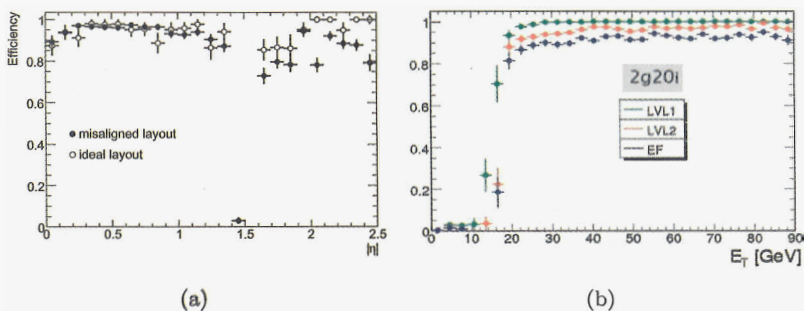 Efficiency
1
0.8
0.6
0.4
0.2
0
misaligned layout
ideal layout
0
0.5
1
1.5
2
2.5
|η|
(a)
1
0.8
0.6
0.4
0.2
0
2g20i
LVL1
LVL2
EF
0
10
20
30
40
50
60
70
80
90
E_T [GeV]
(b)